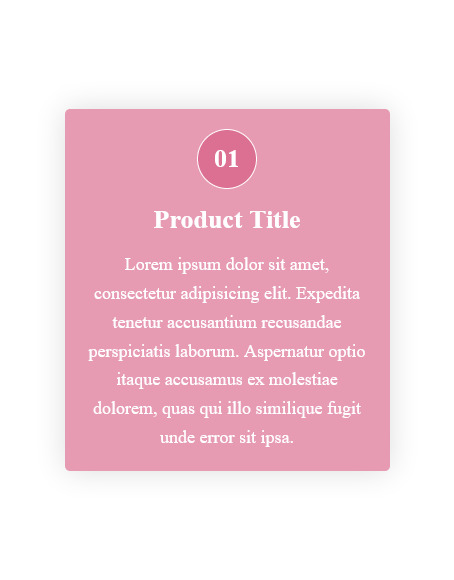 01
Product Title
Lorem ipsum dolor sit amet,
consectetur adipisicing elit. Expedita
tenetur accusantium recusandae
perspiciatis laborum. Aspernatur optio
itaque accusamus ex molestiae
dolorem, quas qui illo similique fugit
unde error sit ipsa.